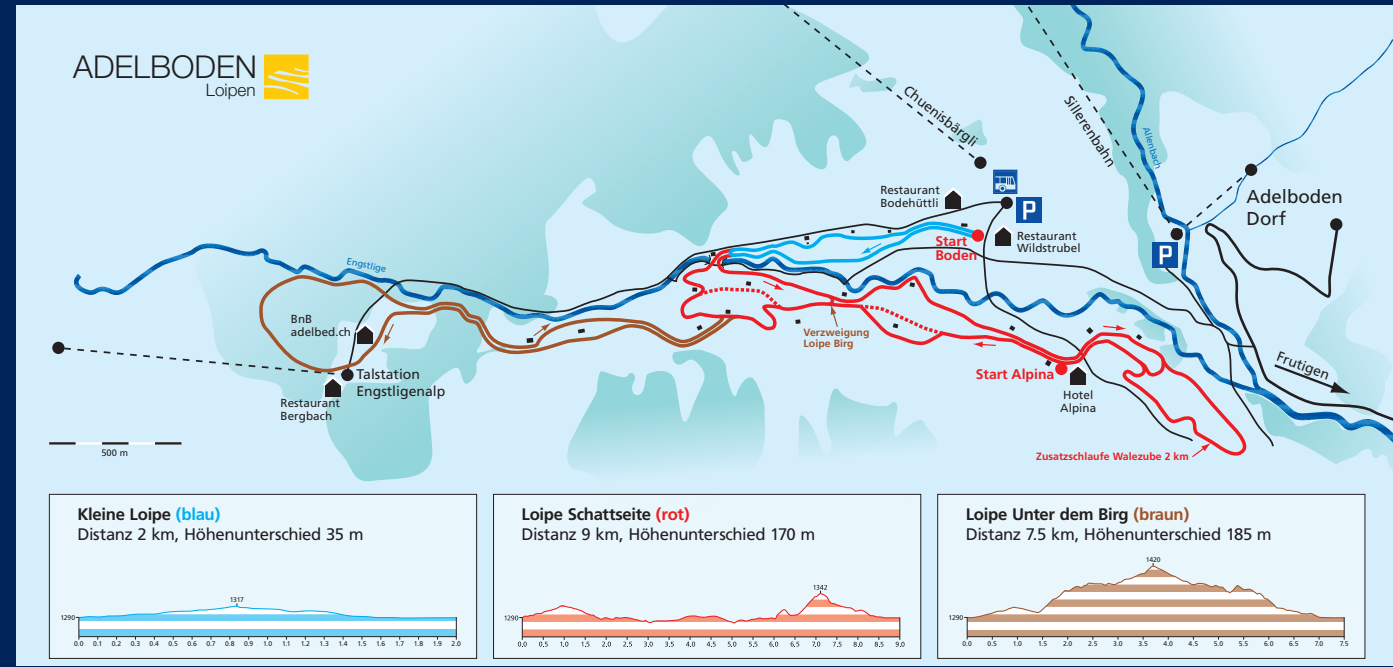 ADELBODEN
Loipen
Chuenisbärgli
Sillerenbahn
Allenbach
Restaurant
Bodehüttli
P
Adelboden
Dorf
Start
Boden
Restaurant
Wildstrubel
P
Engstlige
BnB
adelbed.ch
Verzweigung
Loipe Birg
Talstation
Engstligenalp
Restaurant
Bergbach
Start Alpina
Hotel
Alpina
Frutigen
500 m
Zusatzschlaufe Walezube 2 km
Kleine Loipe (blau)
Distanz 2 km, Höhenunterschied 35 m
1317
1290
0.0 0.1 0.2 0.3 0.4 0.5 0.6 0.7 0.8 0.9 1.0 1.1 1.2 1.3 1.4 1.5 1.6 1.7 1.8 1.9 2.0
Loipe Schattseite (rot)
Distanz 9 km, Höhenunterschied 170 m
1342
1290
0.0 0.5 1.0 1.5 2.0 2.5 3.0 3.5 4.0 4.5 5.0 5.5 6.0 6.5 7.0 7.5 8.0 8.5 9.0
Loipe Unter dem Birg (braun)
Distanz 7.5 km, Höhenunterschied 185 m
1420
1290
0.0 0.5 1.0 1.5 2.0 2.5 3.0 3.5 4.0 4.5 5.0 5.5 6.0 6.5 7.0 7.5